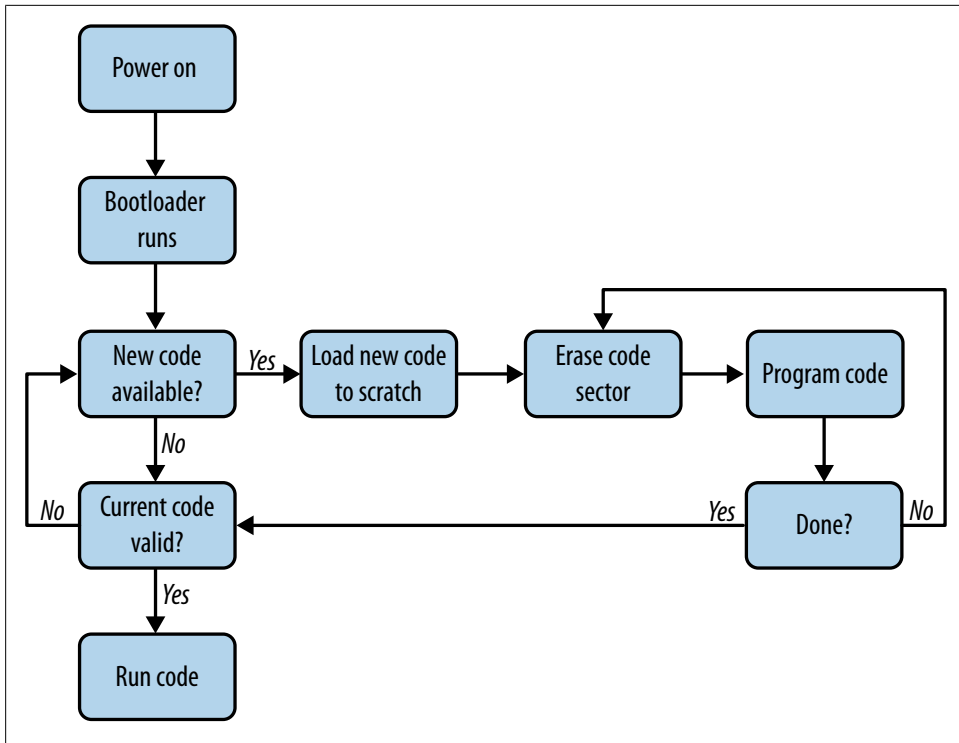 Power on
Bootloader
runs
New code
available?
Yes
Load new code
to scratch
Erase code
sector
Program code
No
Current code
valid?
No
Yes
Done?
No
Yes
Run code